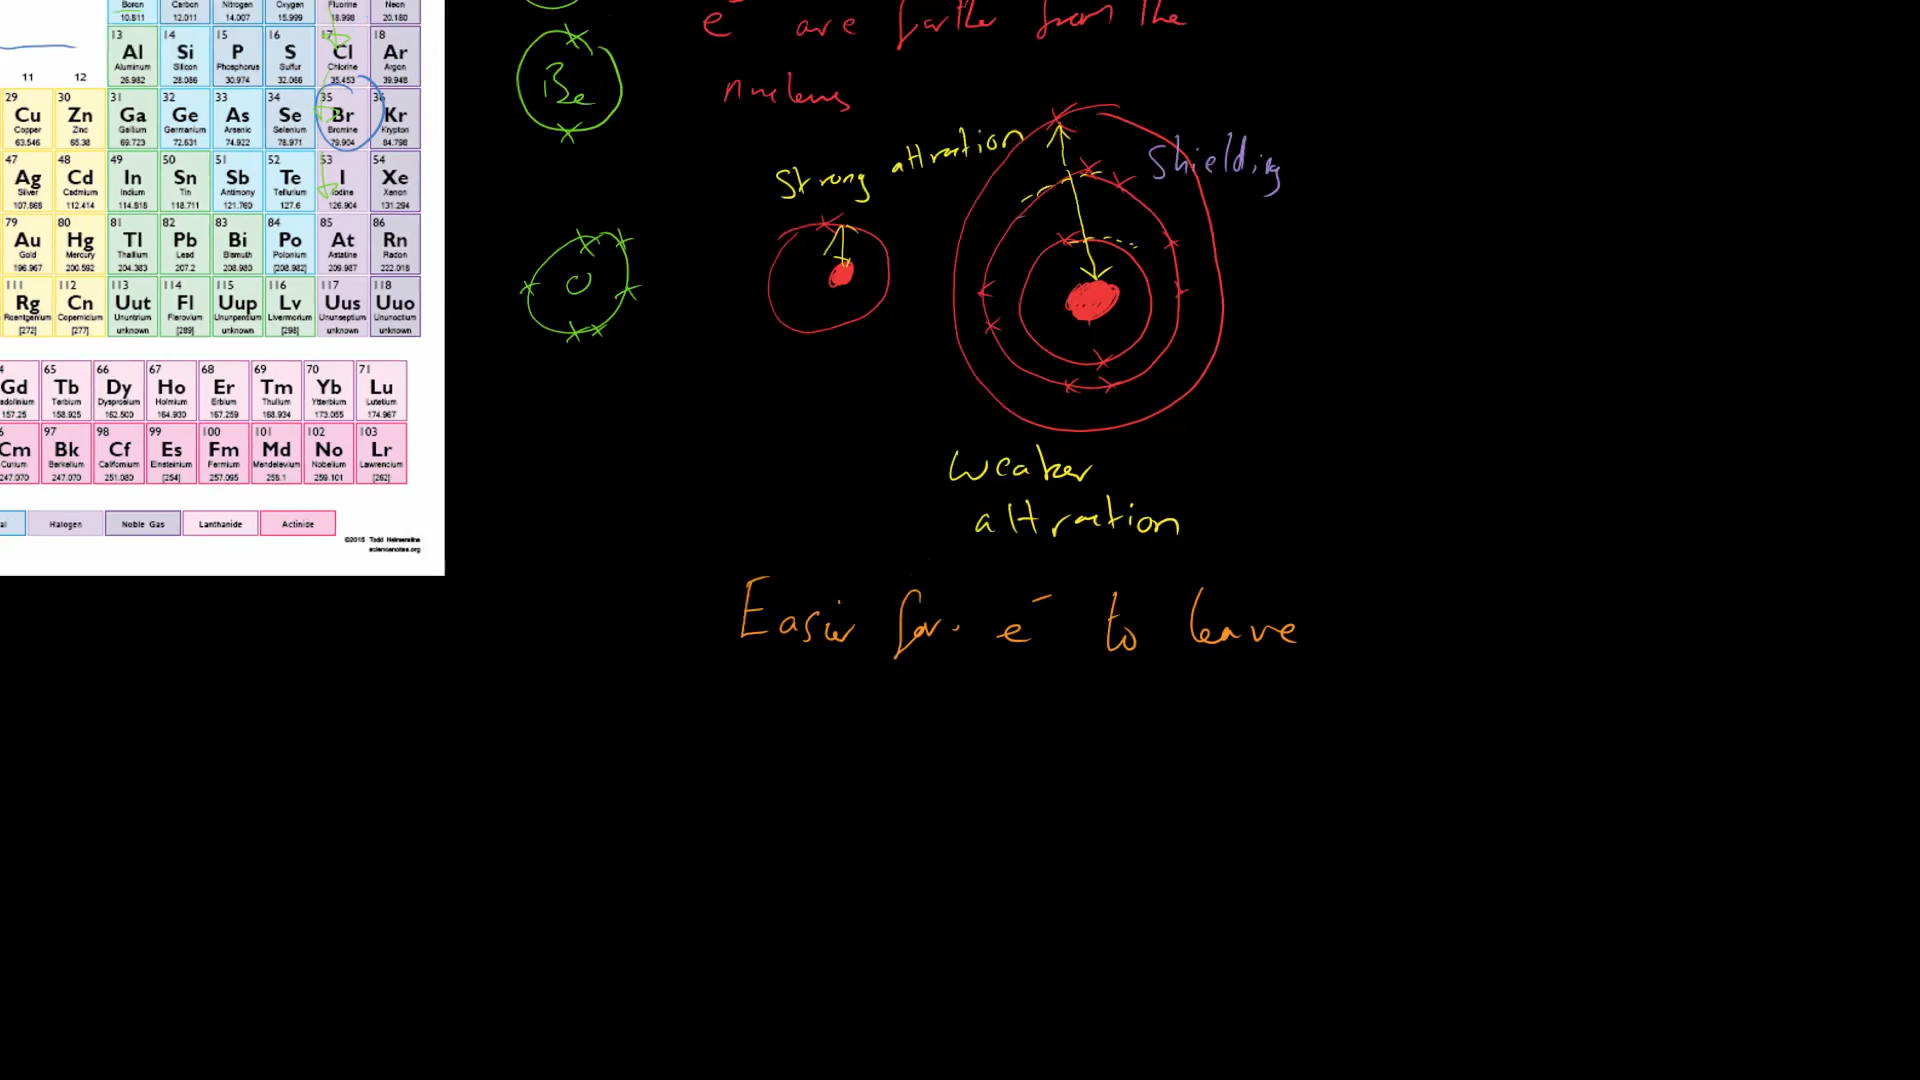 Boron Carbon Nitrogen Oxygen Fluorine Neon
10.811 12.011 14.007 15.999 18.998 20.180
e⁻ are farther from the
nucleus
13 14 15 16 17 18
Al Si P S Cl Ar
Aluminum Silicon Phosphorus Sulfur Chlorine Argon
26.982 28.086 30.974 32.066 35.453 39.948
11 12
Be
29 30 31 32 33 34 35 36
Cu Zn Ga Ge As Se Br Kr
Copper Zinc Gallium Germanium Arsenic Selenium Bromine Krypton
63.546 65.38 69.723 72.631 74.922 78.971 79.904 84.798
Strong attraction
Shielding
47 48 49 50 51 52 53 54
Ag Cd In Sn Sb Te I Xe
Silver Cadmium Indium Tin Antimony Tellurium Iodine Xenon
107.868 112.414 114.818 118.711 121.760 127.6 126.904 131.294
79 80 81 82 83 84 85 86
Au Hg Tl Pb Bi Po At Rn
Gold Mercury Thallium Lead Bismuth Polonium Astatine Radon
196.967 200.592 204.383 207.2 208.980 [208.982] 209.987 222.018
O
111 112 113 114 115 116 117 118
Rg Cn Uut Fl Uup Lv Uus Uuo
Roentgenium Copernicium Ununtrium Flerovium Ununpentium Livermorium Ununseptium Ununoctium
[272] [277] unknown [289] unknown [298] unknown unknown
65 66 67 68 69 70 71
Gd Tb Dy Ho Er Tm Yb Lu
Terbium Dysprosium Holmium Erbium Thulium Ytterbium Lutetium
157.25 158.925 162.500 164.930 167.259 168.934 173.055 174.967
97 98 99 100 101 102 103
Cm Bk Cf Es Fm Md No Lr
Curium Berkelium Californium Einsteinium Fermium Mendelevium Nobelium Lawrencium
247.070 247.070 251.080 [254] 257.095 258.1 259.101 [262]
Weaker
attraction
Halogen Noble Gas Lanthanide Actinide
©2015 Todd Helmenstine
sciencenotes.org
Easier for e⁻ to leave